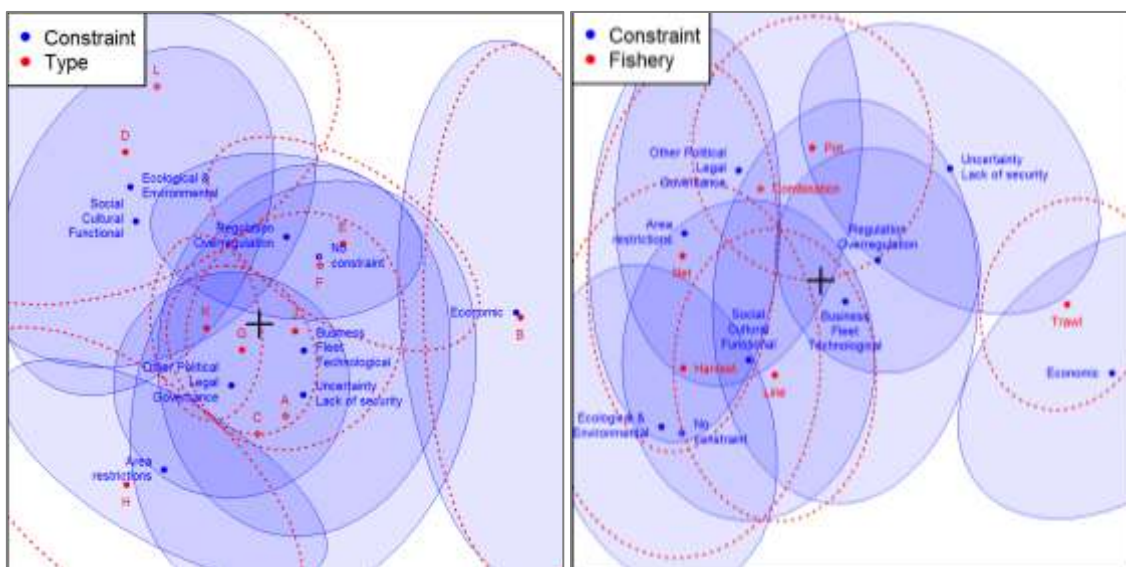 Constraint
Type
L
D
Ecological &
Environmental
Social
Cultural
Functional
Regulation
Overregulation
E
No
constraint
F
Economic
B
K
G
Business
Fleet
Technological
Other Political
Legal
Governance
Uncertainty
Lack of security
A
C
Area
restrictions
H
Constraint
Fishery
Other Political
Legal
Governance
Pot
Combination
Uncertainty
Lack of security
Area
restrictions
Net
Regulation
Overregulation
Social
Cultural
Functional
Business
Fleet
Technological
Trawl
Harvest
Line
Economic
Ecological &
Environmental
No
constraint